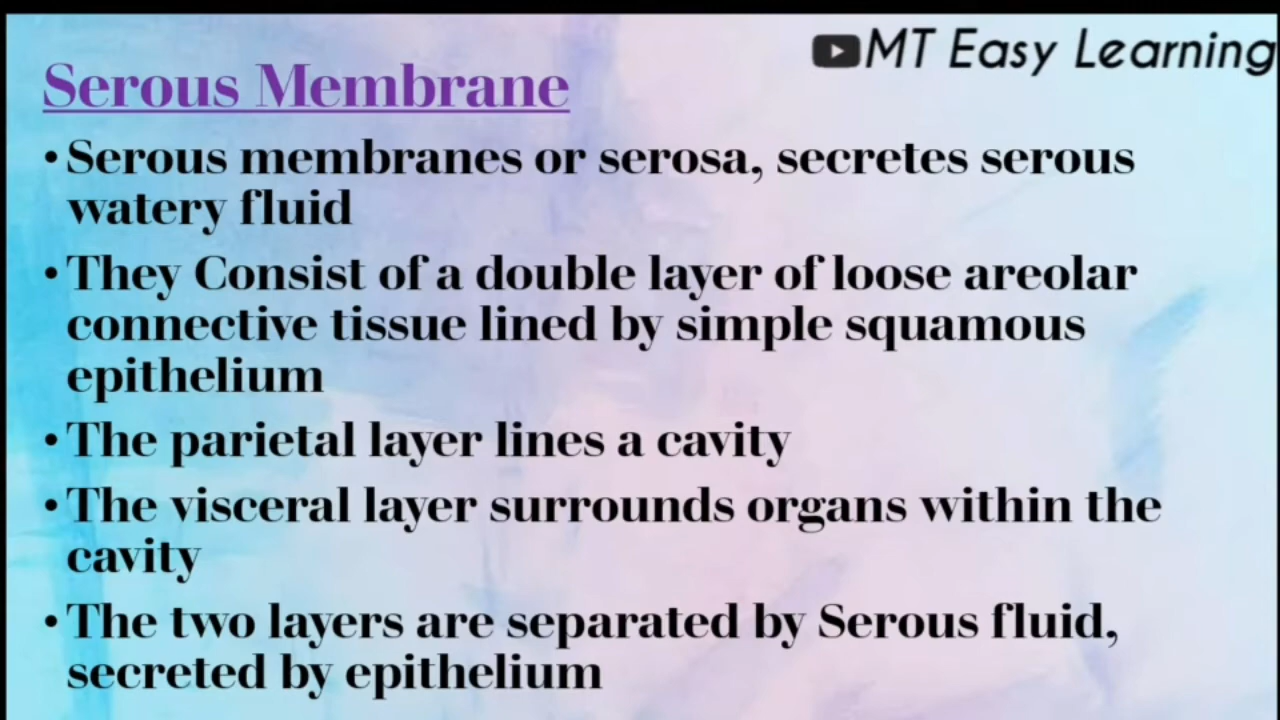 MT Easy Learning
Serous Membrane
• Serous membranes or serosa, secretes serous
watery fluid
• They Consist of a double layer of loose areolar
connective tissue lined by simple squamous
epithelium
• The parietal layer lines a cavity
• The visceral layer surrounds organs within the
cavity
• The two layers are separated by Serous fluid,
secreted by epithelium